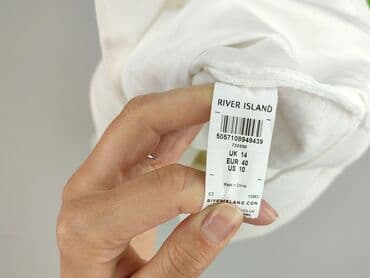 RIVER ISLAND
5057108949439
UK 14
EUR 40
US 10
Made in China
RIVERISLAND.COM